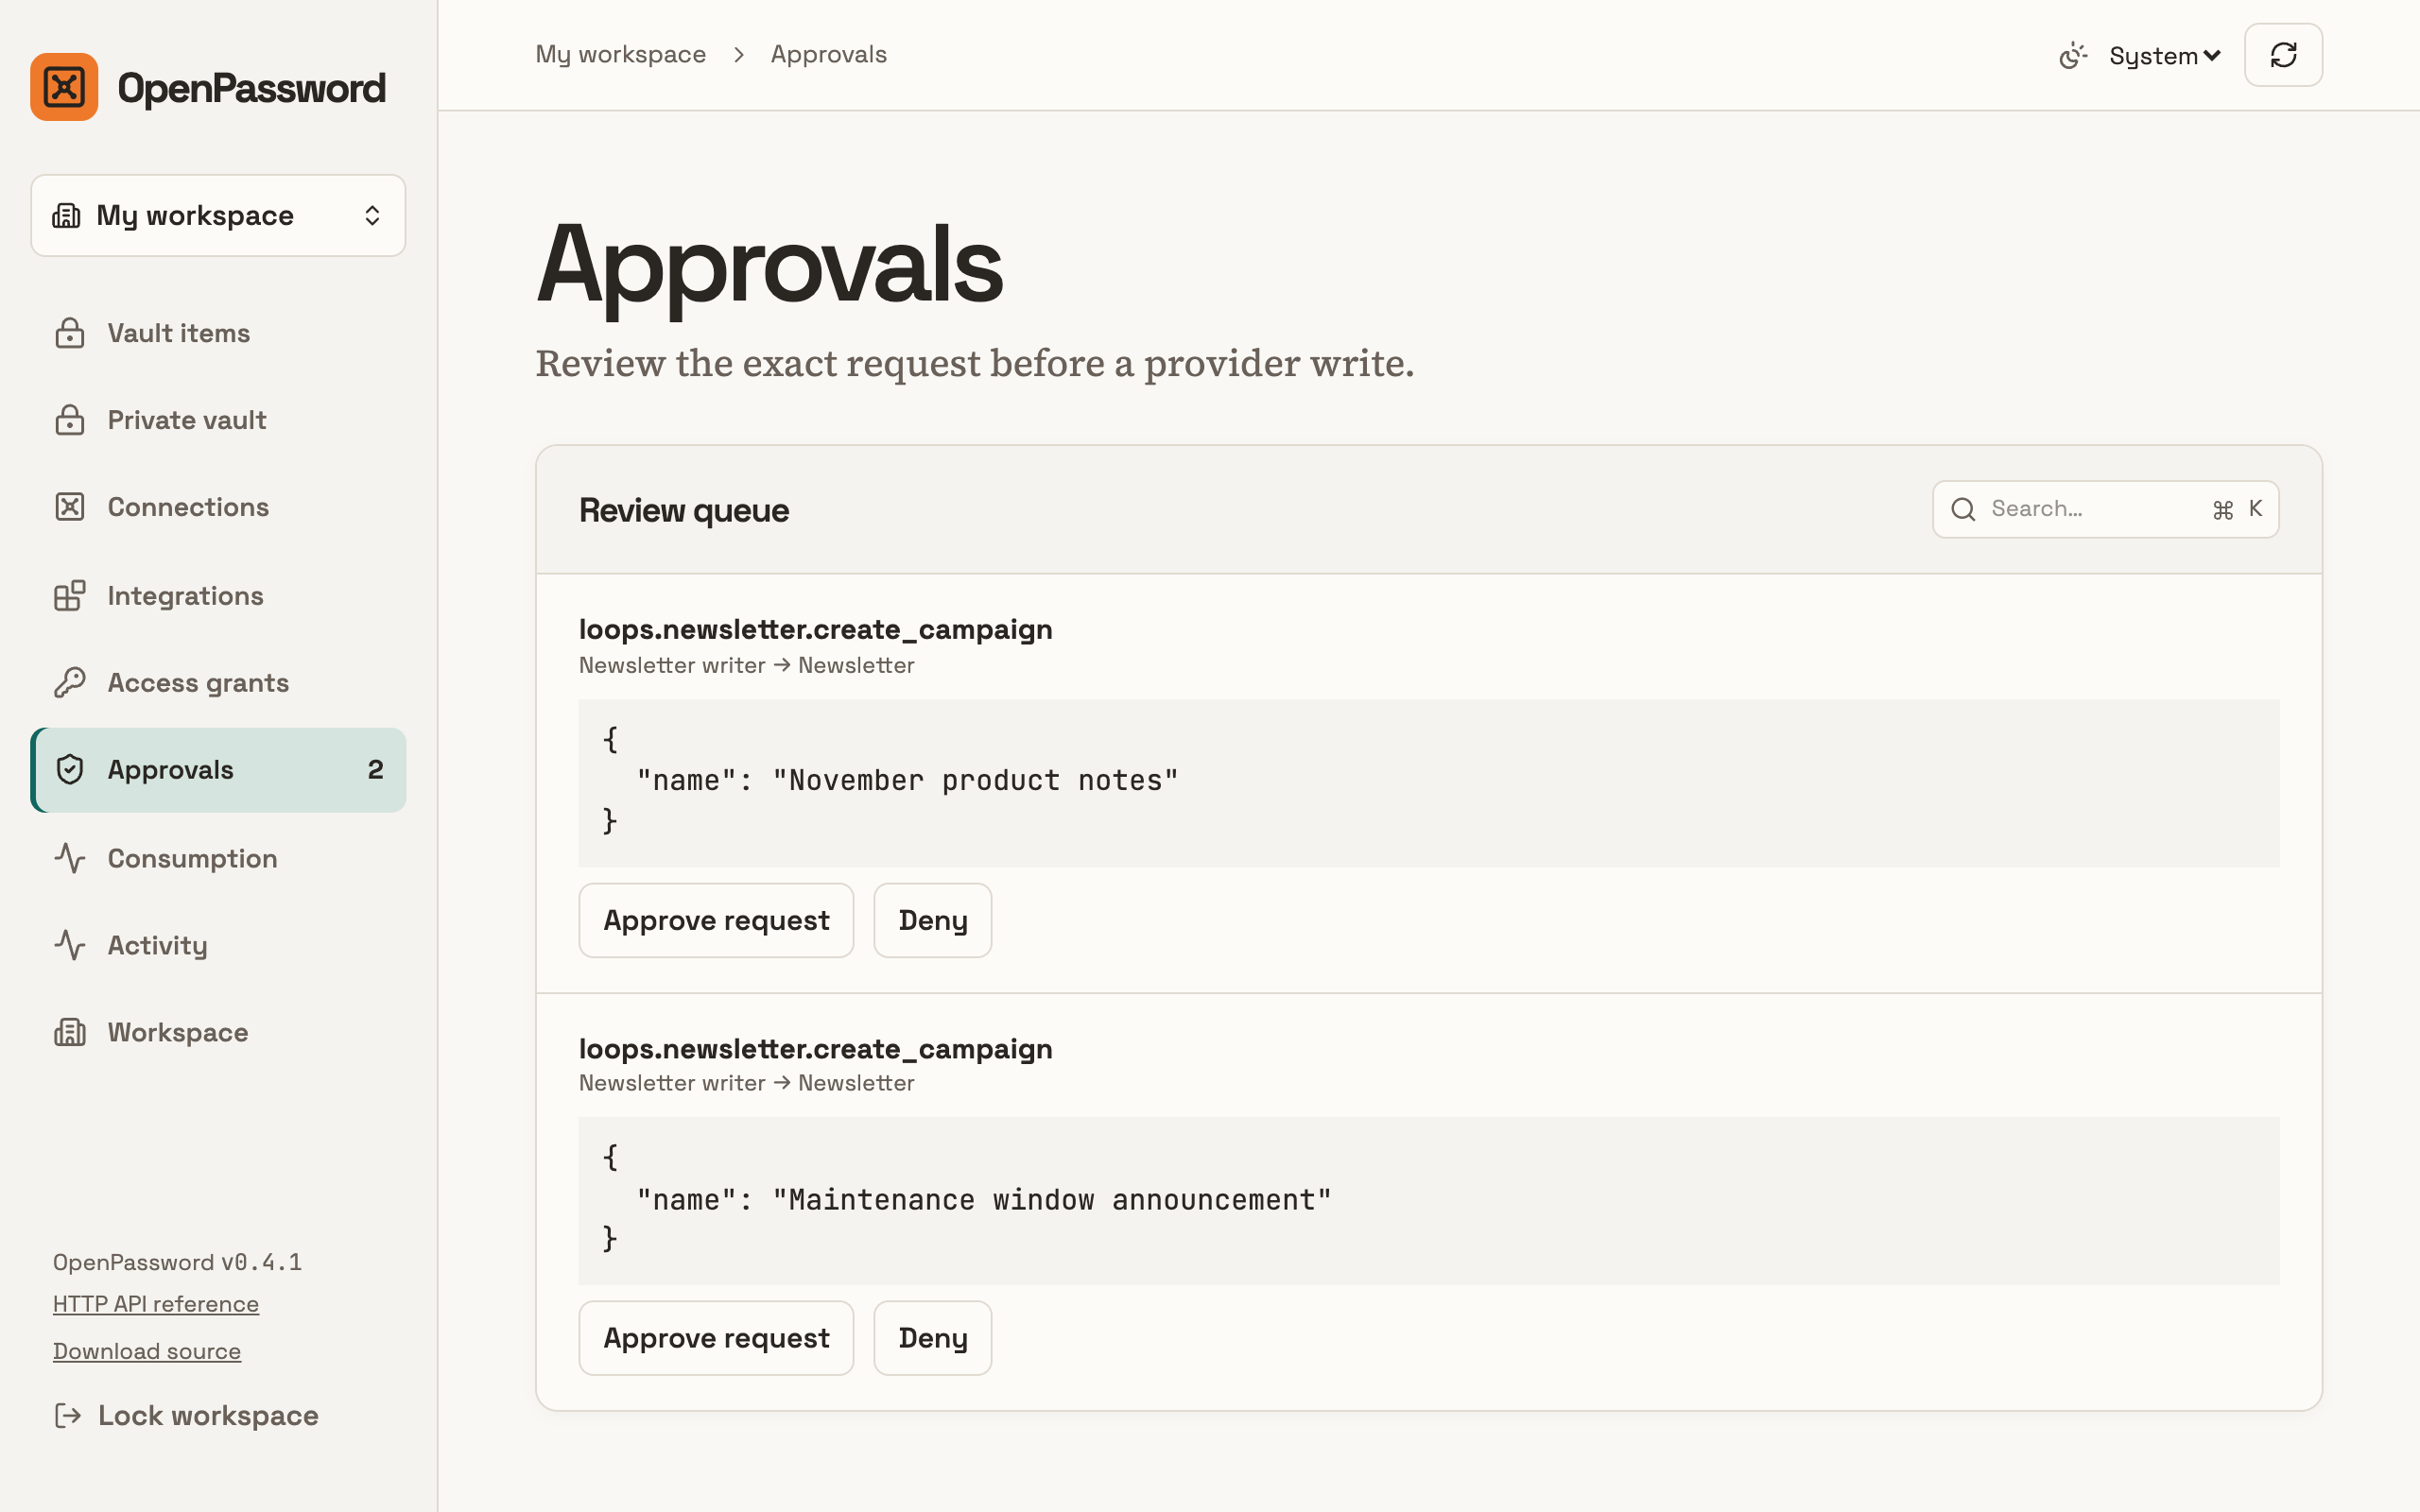 OpenPassword
My workspace
Vault items
Private vault
Connections
Integrations
Access grants
Approvals 2
Consumption
Activity
Workspace
OpenPassword v0.4.1
HTTP API reference
Download source
Lock workspace
My workspace > Approvals
System
Approvals
Review the exact request before a provider write.
Review queue
Search... ⌘ K
loops.newsletter.create_campaign
Newsletter writer → Newsletter
{
"name": "November product notes"
}
Approve request Deny
loops.newsletter.create_campaign
Newsletter writer → Newsletter
{
"name": "Maintenance window announcement"
}
Approve request Deny